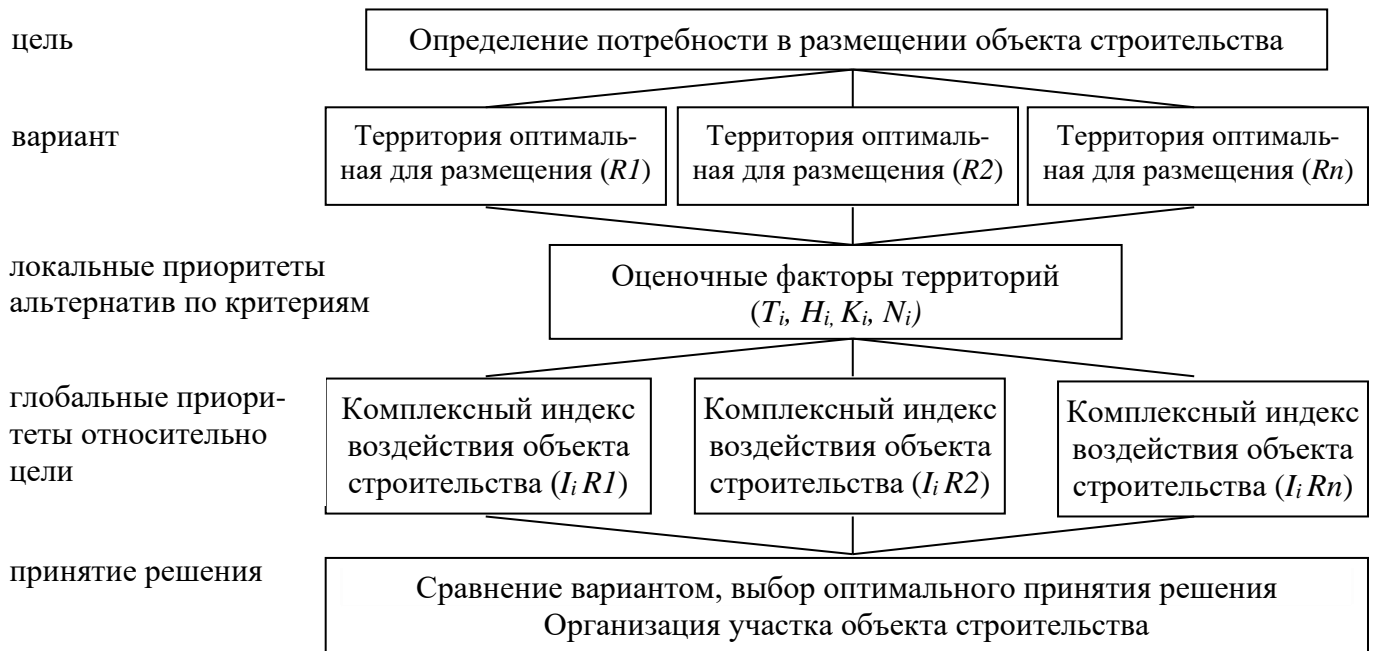 цель
Определение потребности в размещении объекта строительства
вариант
Территория оптималь-
ная для размещения (R1)
Территория оптималь-
ная для размещения (R2)
Территория оптималь-
ная для размещения (Rn)
локальные приоритеты
альтернатив по критериям
Оценочные факторы территорий
(Ti, Hi, Ki, Ni)
глобальные приори-
теты относительно
цели
Комплексный индекс
воздействия объекта
строительства (Ii R1)
Комплексный индекс
воздействия объекта
строительства (Ii R2)
Комплексный индекс
воздействия объекта
строительства (Ii Rn)
принятие решения
Сравнение вариантом, выбор оптимального принятия решения
Организация участка объекта строительства